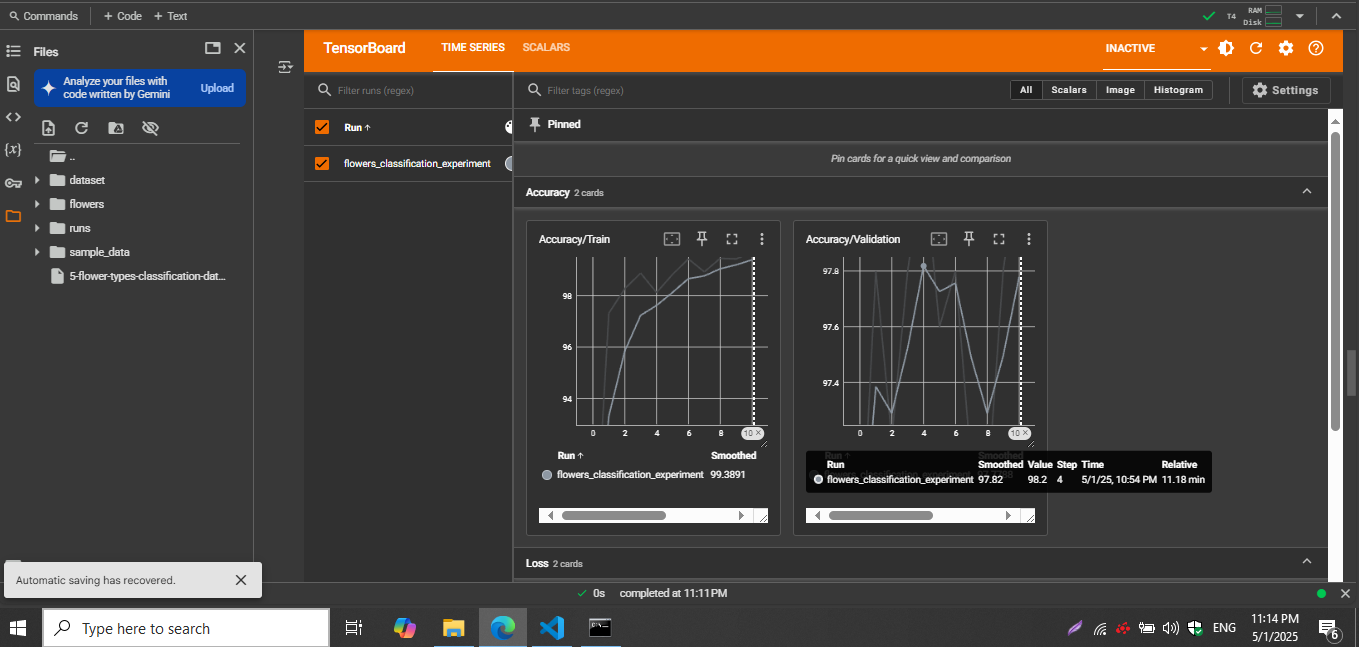 Commands + Code + Text
T4 RAM
Disk
Files
Analyze your files with
code written by Gemini
Upload
..
dataset
flowers
runs
sample_data
5-flower-types-classification-dat...
TensorBoard TIME SERIES SCALARS INACTIVE
Filter runs (regex)
Filter tags (regex)
All Scalars Image Histogram Settings
Run ↑
flowers_classification_experiment
Pinned
Pin cards for a quick view and comparison
Accuracy 2 cards
Accuracy/Train
98
96
94
0 2 4 6 8 10 ×
Run ↑ Smoothed
flowers_classification_experiment 99.3891
Accuracy/Validation
97.8
97.6
97.4
0 2 4 6 8 10 ×
Run ↑
Run Smoothed Value Step Time Relative
flowers_classification_experiment 97.82 98.2 4 5/1/25, 10:54 PM 11.18 min
Loss 2 cards
Automatic saving has recovered.
0s completed at 11:11 PM
Type here to search
ENG
11:14 PM
5/1/2025
6